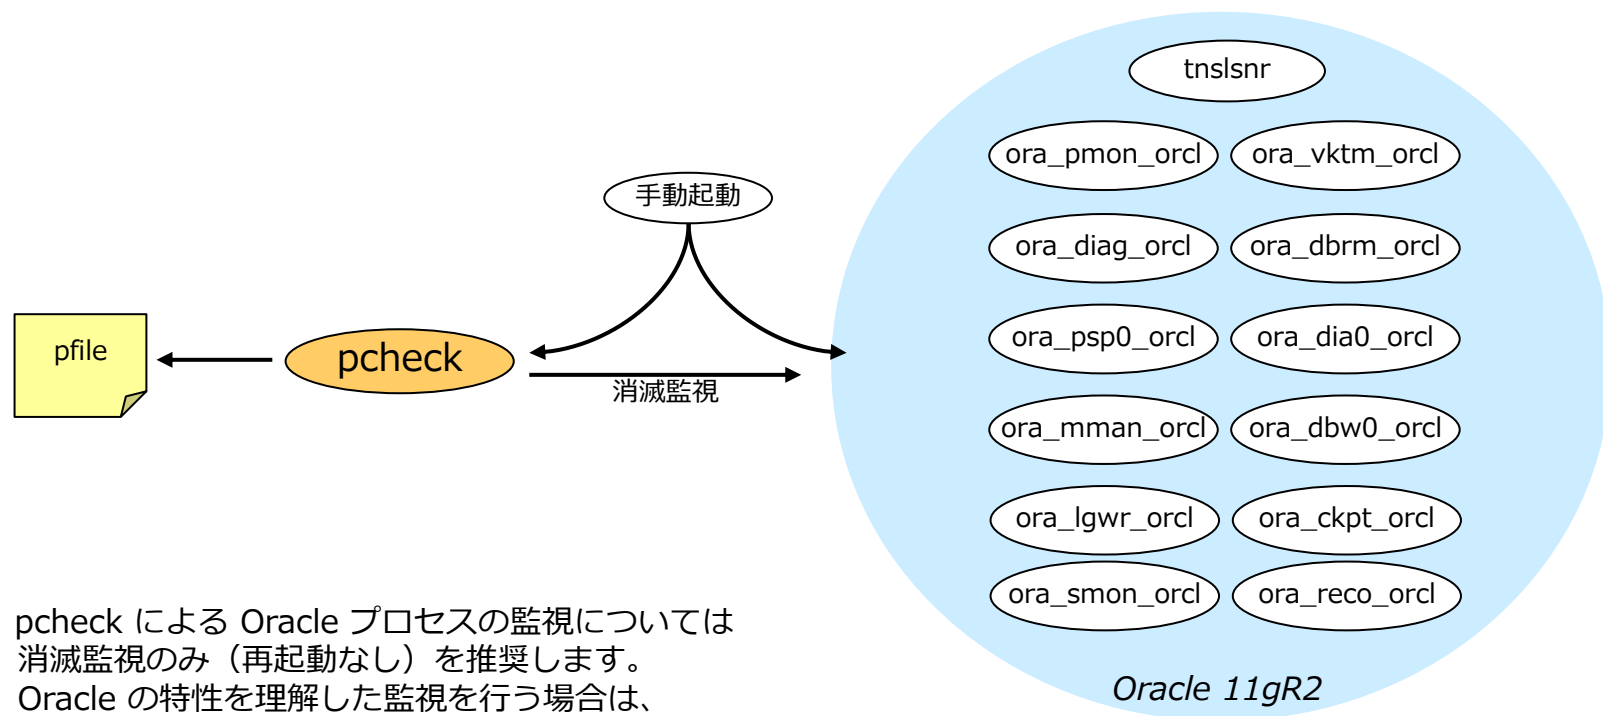 tnslsnr
ora_pmon_orcl ora_vktm_orcl
手動起動
ora_diag_orcl ora_dbrm_orcl
pfile
pcheck
消滅監視
ora_psp0_orcl ora_dia0_orcl
ora_mman_orcl ora_dbw0_orcl
ora_lgwr_orcl ora_ckpt_orcl
ora_smon_orcl ora_reco_orcl
Oracle 11gR2
pcheck による Oracle プロセスの監視については
消滅監視のみ（再起動なし）を推奨します。
Oracle の特性を理解した監視を行う場合は、